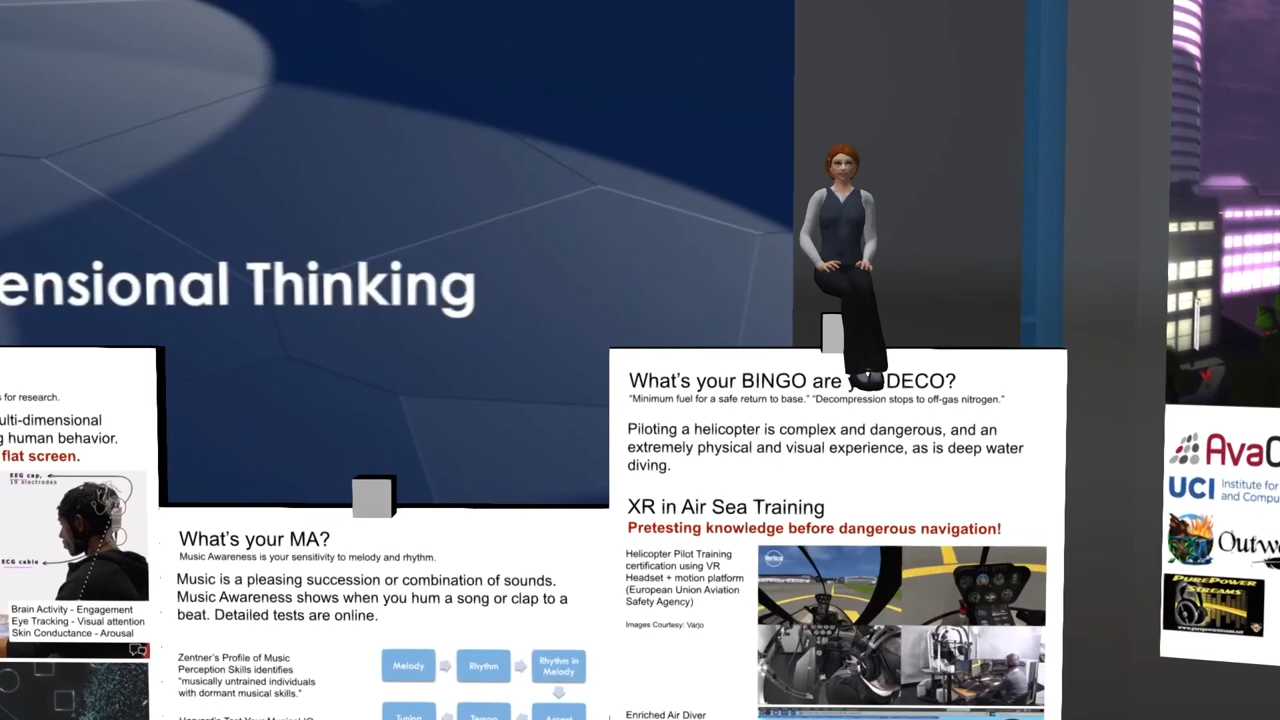 ensional Thinking
s for research.
ulti-dimensional
g human behavior.
flat screen.
EEG cap,
19 electrodes
ECG cable
Brain Activity - Engagement
Eye Tracking - Visual attention
Skin Conductance - Arousal
What's your MA?
Music Awareness is your sensitivity to melody and rhythm.
Music is a pleasing succession or combination of sounds.
Music Awareness shows when you hum a song or clap to a
beat. Detailed tests are online.
Zentner's Profile of Music
Perception Skills identifies
"musically untrained individuals
with dormant musical skills."
Melody
Rhythm
Rhythm in
Melody
Tuning
Tempo
Accent
What's your BINGO are DECO?
"Minimum fuel for a safe return to base." "Decompression stops to off-gas nitrogen."
Piloting a helicopter is complex and dangerous, and an
extremely physical and visual experience, as is deep water
diving.
XR in Air Sea Training
Pretesting knowledge before dangerous navigation!
Helicopter Pilot Training
certification using VR
Headset + motion platform
(European Union Aviation
Safety Agency)
Images Courtesy: Varjo
Vertical
Enriched Air Diver
UCI Institute for
and Compu
Outw
PurePower
Streams